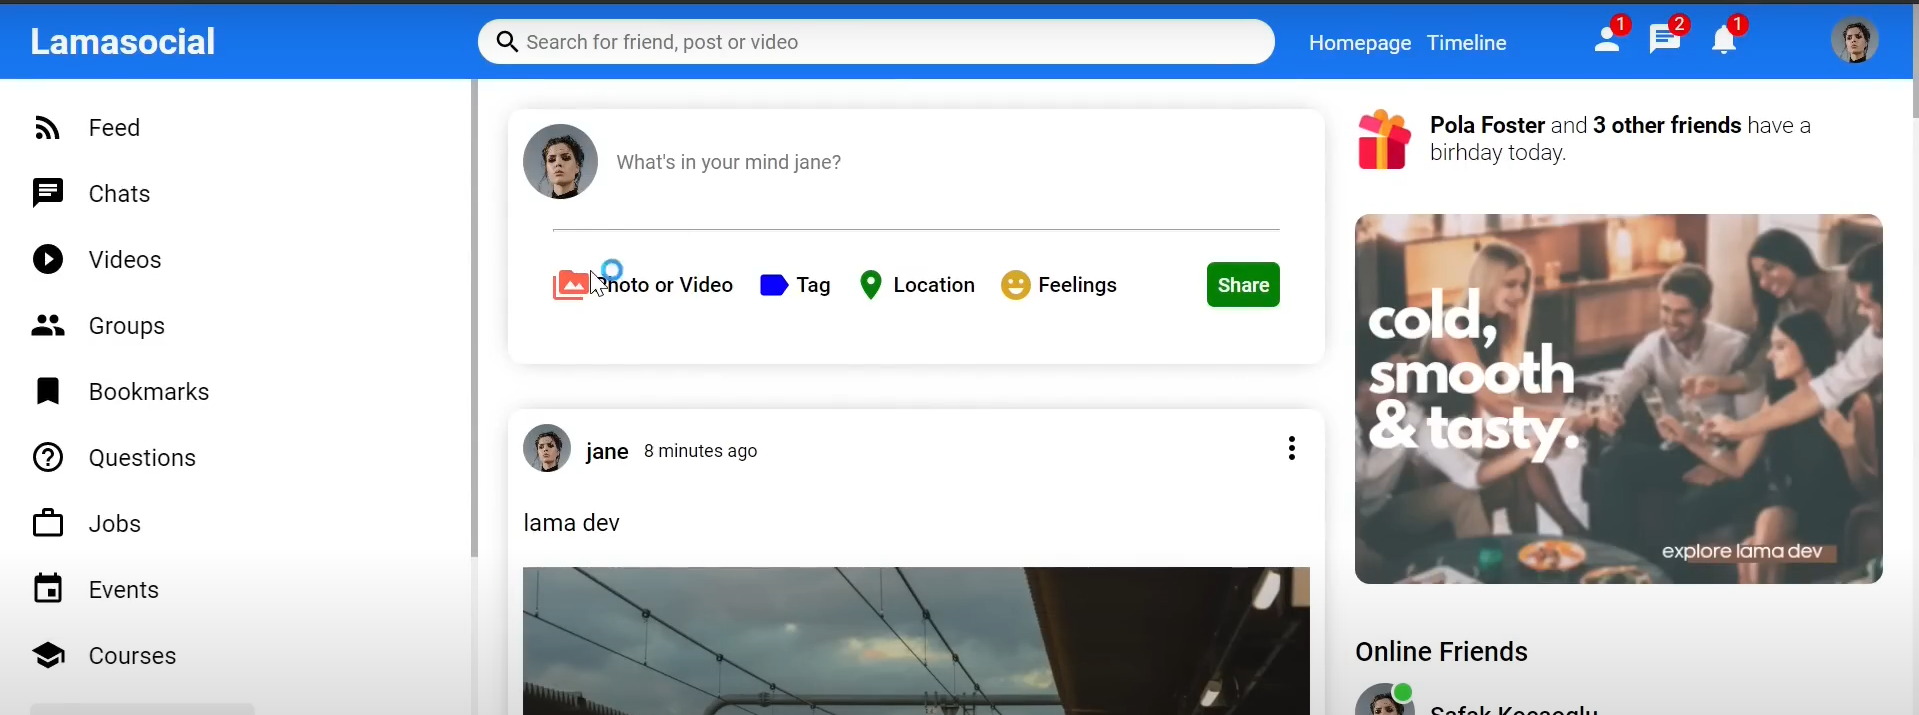 Lamasocial
Search for friend, post or video
Homepage Timeline
1
2
1
Feed
Chats
Videos
Groups
Bookmarks
Questions
Jobs
Events
Courses
What's in your mind jane?
Photo or Video Tag Location Feelings Share
jane 8 minutes ago
lama dev
Pola Foster and 3 other friends have a
birhday today.
cold,
smooth
& tasty.
explore lama dev
Online Friends
Safak Kocaoglu